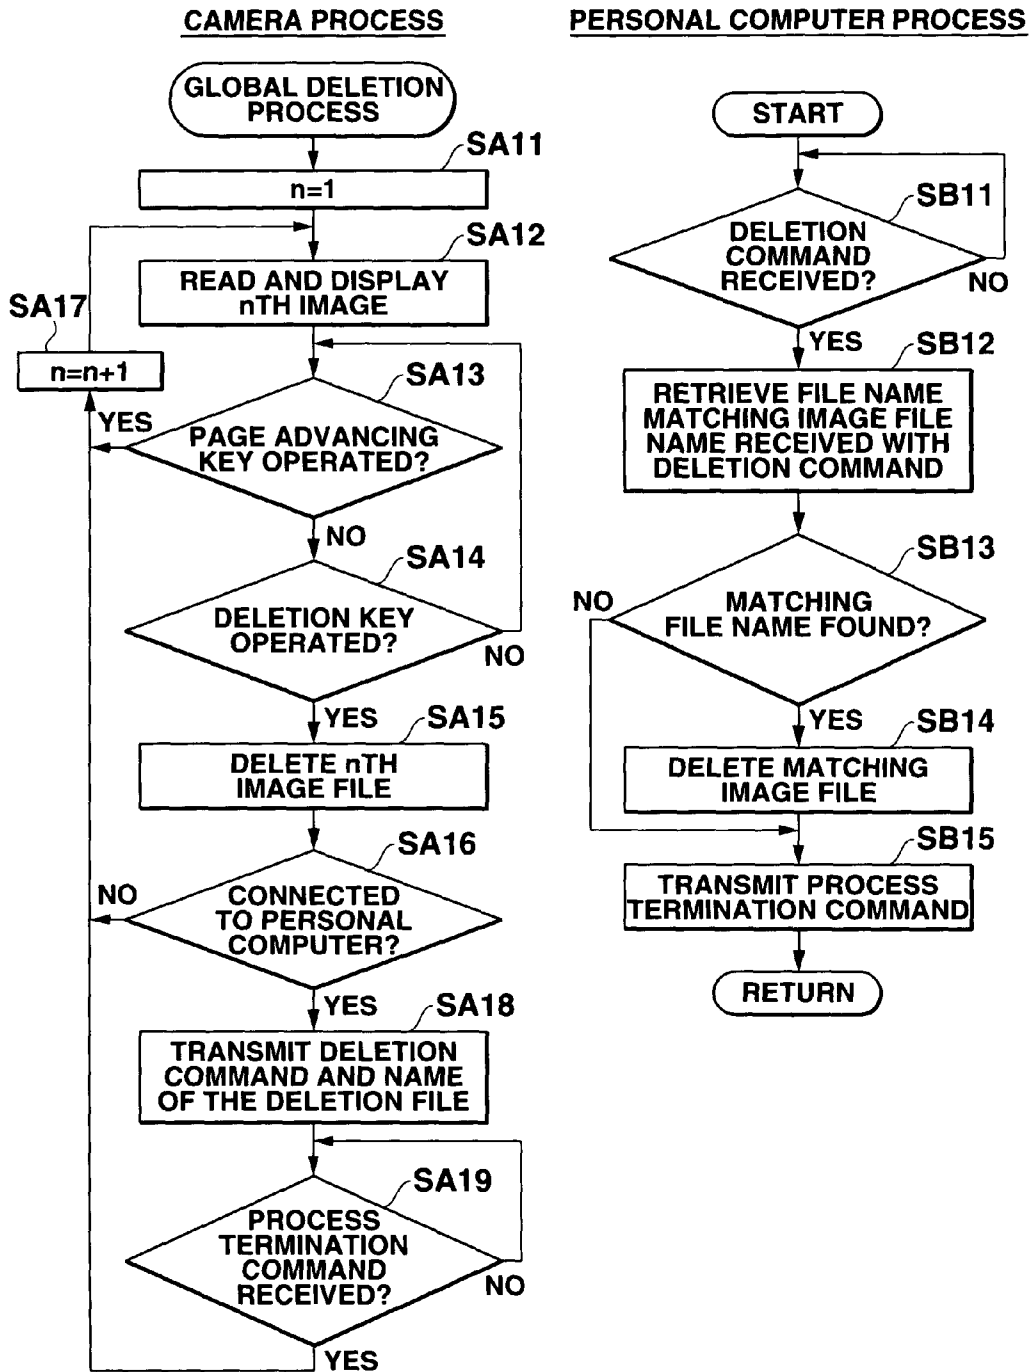 CAMERA PROCESS
GLOBAL DELETION
PROCESS
SA11
n=1
SA12
READ AND DISPLAY
nTH IMAGE
SA17
n=n+1
SA13
YES
PAGE ADVANCING
KEY OPERATED?
NO
SA14
DELETION KEY
OPERATED?
NO
YES
SA15
DELETE nTH
IMAGE FILE
SA16
NO
CONNECTED
TO PERSONAL
COMPUTER?
YES
SA18
TRANSMIT DELETION
COMMAND AND NAME
OF THE DELETION FILE
SA19
PROCESS
TERMINATION
COMMAND
RECEIVED?
NO
YES
PERSONAL COMPUTER PROCESS
START
SB11
DELETION
COMMAND
RECEIVED?
NO
YES
SB12
RETRIEVE FILE NAME
MATCHING IMAGE FILE
NAME RECEIVED WITH
DELETION COMMAND
SB13
NO
MATCHING
FILE NAME FOUND?
YES
SB14
DELETE MATCHING
IMAGE FILE
SB15
TRANSMIT PROCESS
TERMINATION COMMAND
RETURN